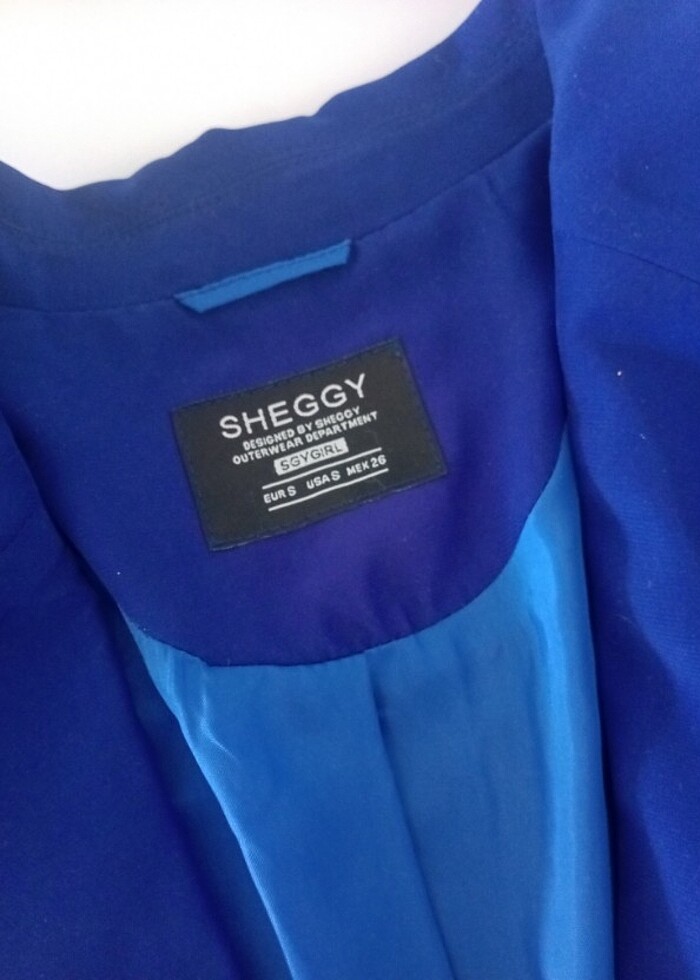 SHEGGY
DESIGNED BY SHEGGY
OUTERWEAR DEPARTMENT
SGYGIRL
EUR S USA S MEX 26